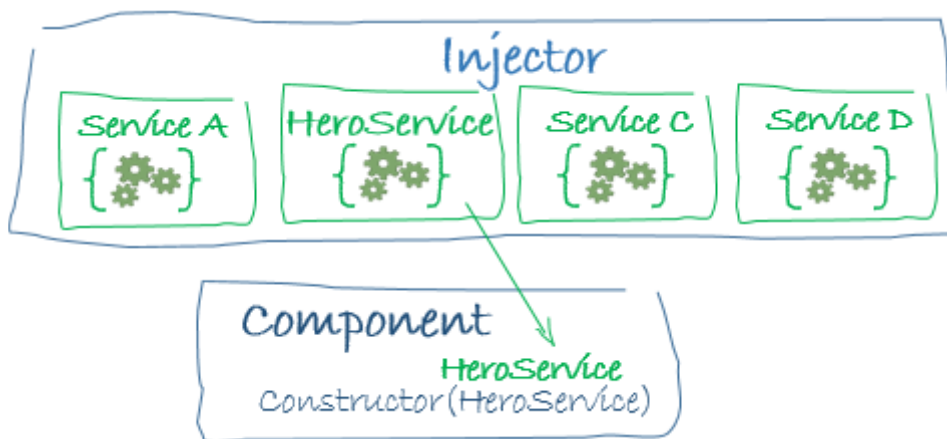 Injector
Service A
HeroService
Service C
Service D
{ }
{ }
{ }
{ }
Component
HeroService
Constructor(HeroService)